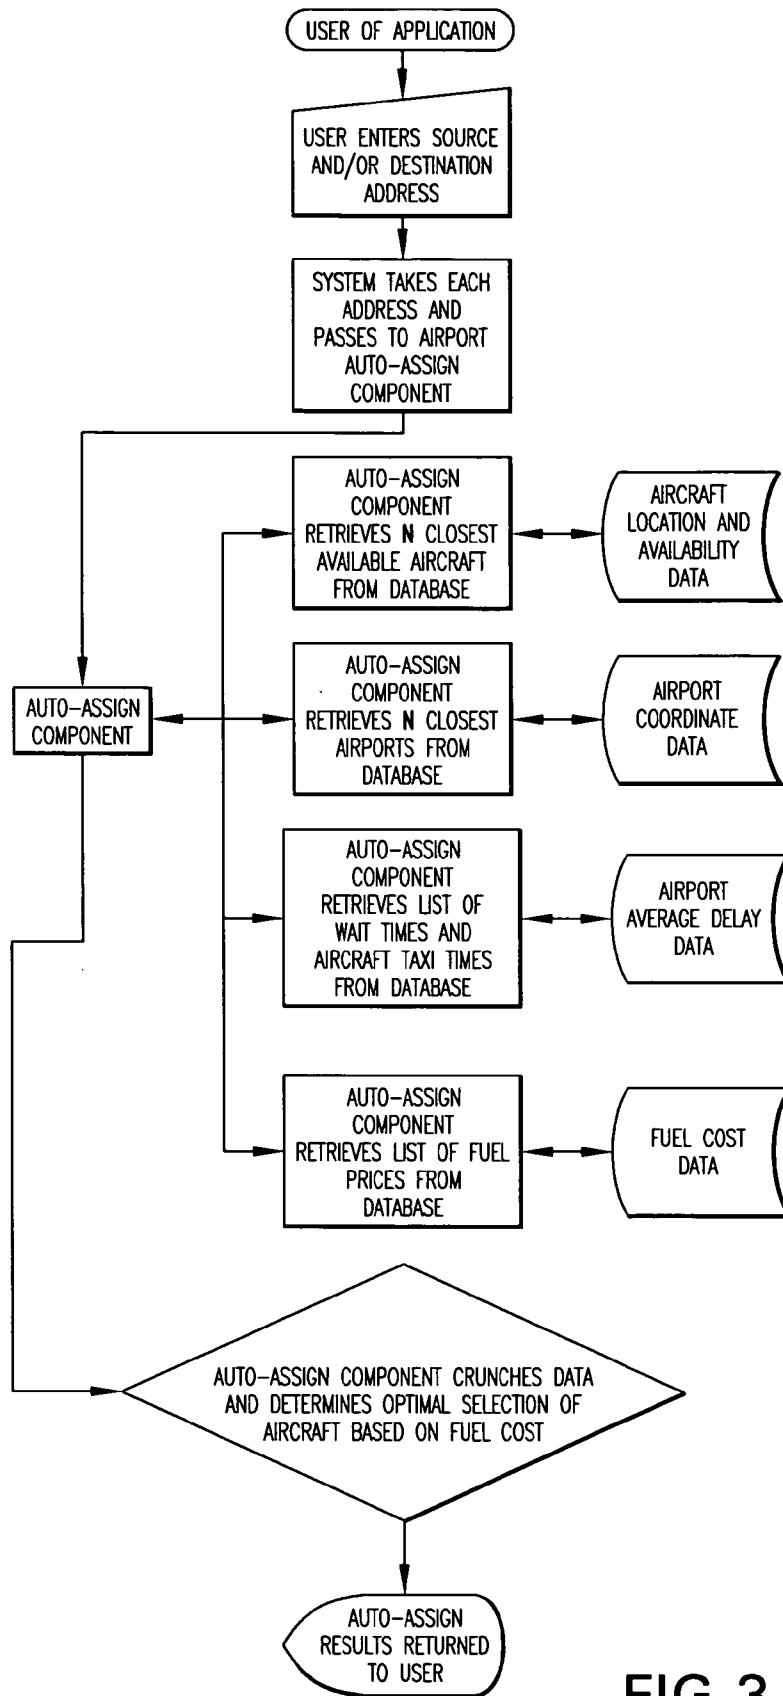 USER OF APPLICATION
USER ENTERS SOURCE
AND/OR DESTINATION
ADDRESS
SYSTEM TAKES EACH
ADDRESS AND
PASSES TO AIRPORT
AUTO-ASSIGN
COMPONENT
AUTO-ASSIGN
COMPONENT
RETRIEVES N CLOSEST
AVAILABLE AIRCRAFT
FROM DATABASE
AIRCRAFT
LOCATION AND
AVAILABILITY
DATA
AUTO-ASSIGN
COMPONENT
AUTO-ASSIGN
COMPONENT
RETRIEVES N CLOSEST
AIRPORTS FROM
DATABASE
AIRPORT
COORDINATE
DATA
AUTO-ASSIGN
COMPONENT
RETRIEVES LIST OF
WAIT TIMES AND
AIRCRAFT TAXI TIMES
FROM DATABASE
AIRPORT
AVERAGE DELAY
DATA
AUTO-ASSIGN
COMPONENT
RETRIEVES LIST OF FUEL
PRICES FROM
DATABASE
FUEL COST
DATA
AUTO-ASSIGN COMPONENT CRUNCHES DATA
AND DETERMINES OPTIMAL SELECTION OF
AIRCRAFT BASED ON FUEL COST
AUTO-ASSIGN
RESULTS RETURNED
TO USER
FIG. 3